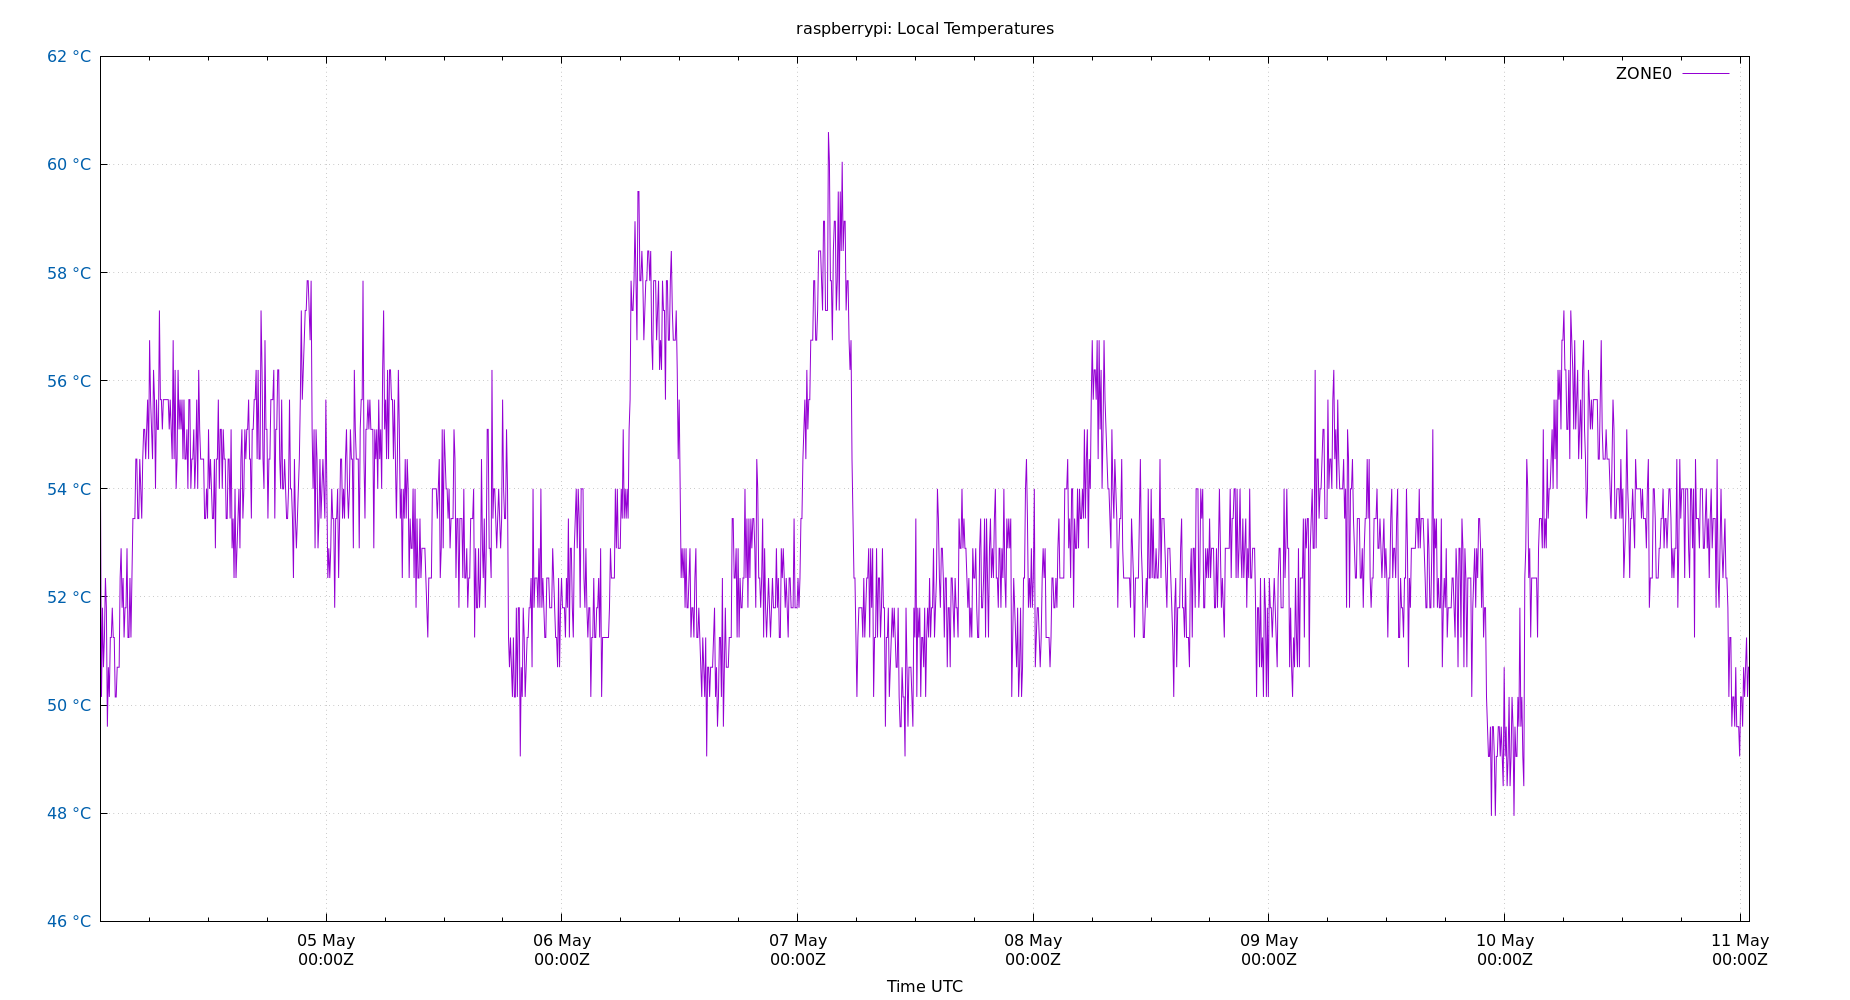 raspberrypi: Local Temperatures
62 °C
ZONE0
60 °C
58 °C
56 °C
54 °C
52 °C
50 °C
48 °C
46 °C
05 May 06 May 07 May 08 May 09 May 10 May 11 May
00:00Z 00:00Z 00:00Z 00:00Z 00:00Z 00:00Z 00:00Z
Time UTC